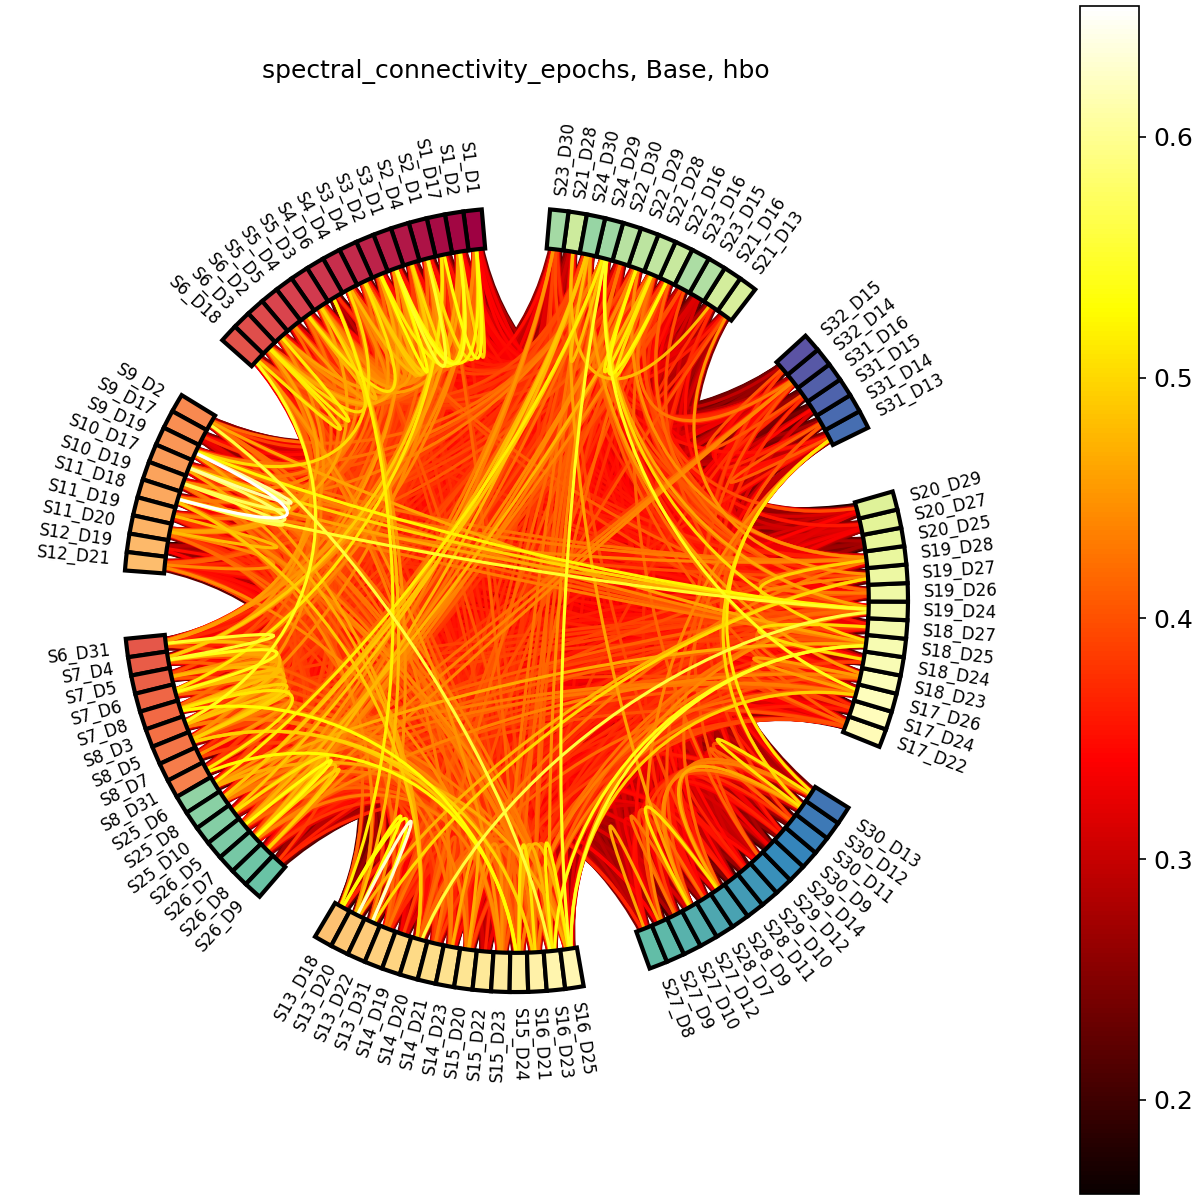 spectral_connectivity_epochs, Base, hbo
S1_D1
S1_D2
S1_D17
S2_D1
S2_D4
S3_D1
S3_D2
S3_D4
S4_D4
S4_D6
S5_D3
S5_D4
S5_D5
S6_D2
S6_D3
S6_D18
S9_D2
S9_D17
S9_D19
S10_D17
S10_D19
S11_D18
S11_D19
S11_D20
S12_D19
S12_D21
S6_D31
S7_D4
S7_D5
S7_D6
S7_D8
S8_D3
S8_D5
S8_D7
S8_D31
S25_D6
S25_D8
S25_D10
S26_D5
S26_D7
S26_D8
S26_D9
S13_D18
S13_D20
S13_D22
S13_D31
S14_D19
S14_D20
S14_D21
S14_D23
S15_D20
S15_D22
S15_D23
S15_D24
S16_D21
S16_D23
S16_D25
S27_D8
S27_D9
S27_D10
S27_D12
S28_D7
S28_D9
S28_D11
S29_D10
S29_D12
S29_D14
S30_D9
S30_D11
S30_D12
S30_D13
S17_D22
S17_D24
S17_D26
S18_D23
S18_D24
S18_D25
S18_D27
S19_D24
S19_D26
S19_D27
S19_D28
S20_D25
S20_D27
S20_D29
S31_D13
S31_D14
S31_D15
S31_D16
S32_D14
S32_D15
S21_D13
S21_D16
S23_D15
S23_D16
S22_D16
S22_D28
S22_D29
S22_D30
S24_D29
S24_D30
S21_D28
S23_D30
0.6
0.5
0.4
0.3
0.2